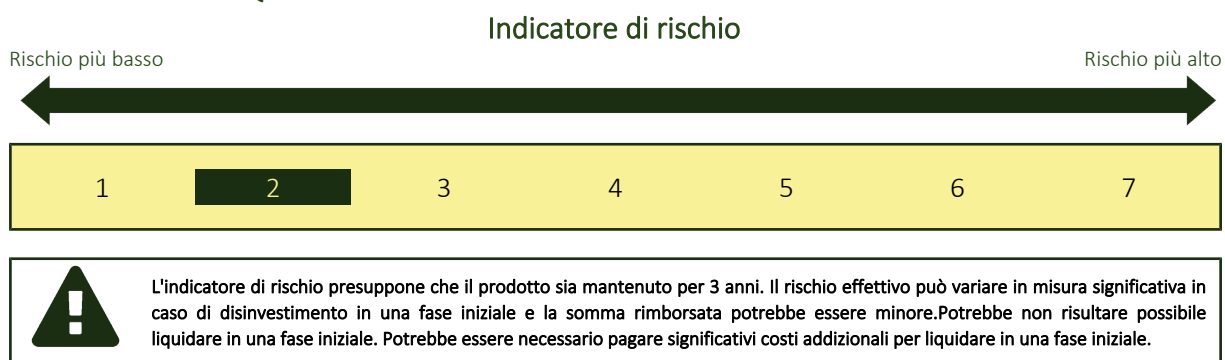 Indicatore di rischio
Rischio più basso
Rischio più alto
1 2 3 4 5 6 7
L'indicatore di rischio presuppone che il prodotto sia mantenuto per 3 anni. Il rischio effettivo può variare in misura significativa in
caso di disinvestimento in una fase iniziale e la somma rimborsata potrebbe essere minore.Potrebbe non risultare possibile
liquidare in una fase iniziale. Potrebbe essere necessario pagare significativi costi addizionali per liquidare in una fase iniziale.